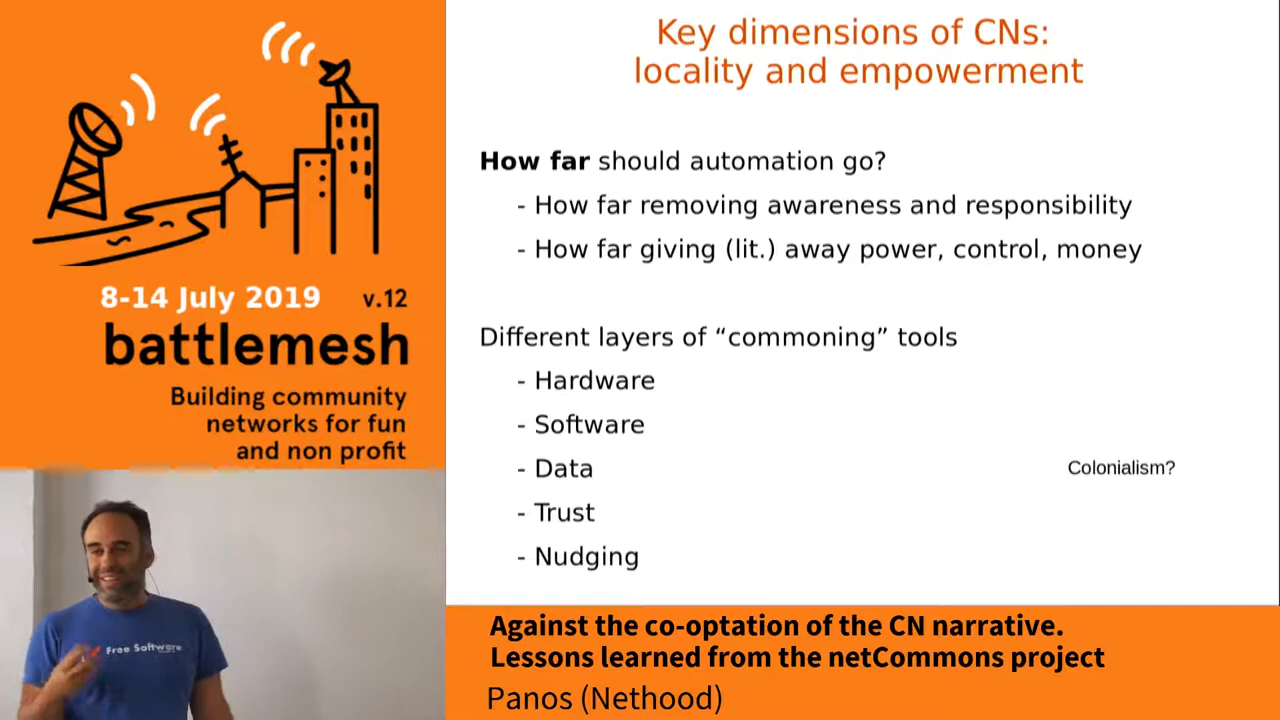 8-14 July 2019 v.12
battlemesh
Building community
networks for fun
and non profit
Free Software
Key dimensions of CNs:
locality and empowerment
How far should automation go?
- How far removing awareness and responsibility
- How far giving (lit.) away power, control, money
Different layers of “commoning” tools
- Hardware
- Software
- Data
Colonialism?
- Trust
- Nudging
Against the co-optation of the CN narrative.
Lessons learned from the netCommons project
Panos (Nethood)